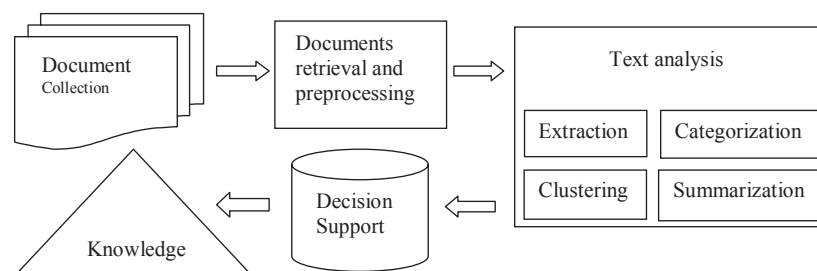 Document
Collection
Documents
retrieval and
preprocessing
Text analysis
Extraction
Categorization
Clustering
Summarization
Decision
Support
Knowledge